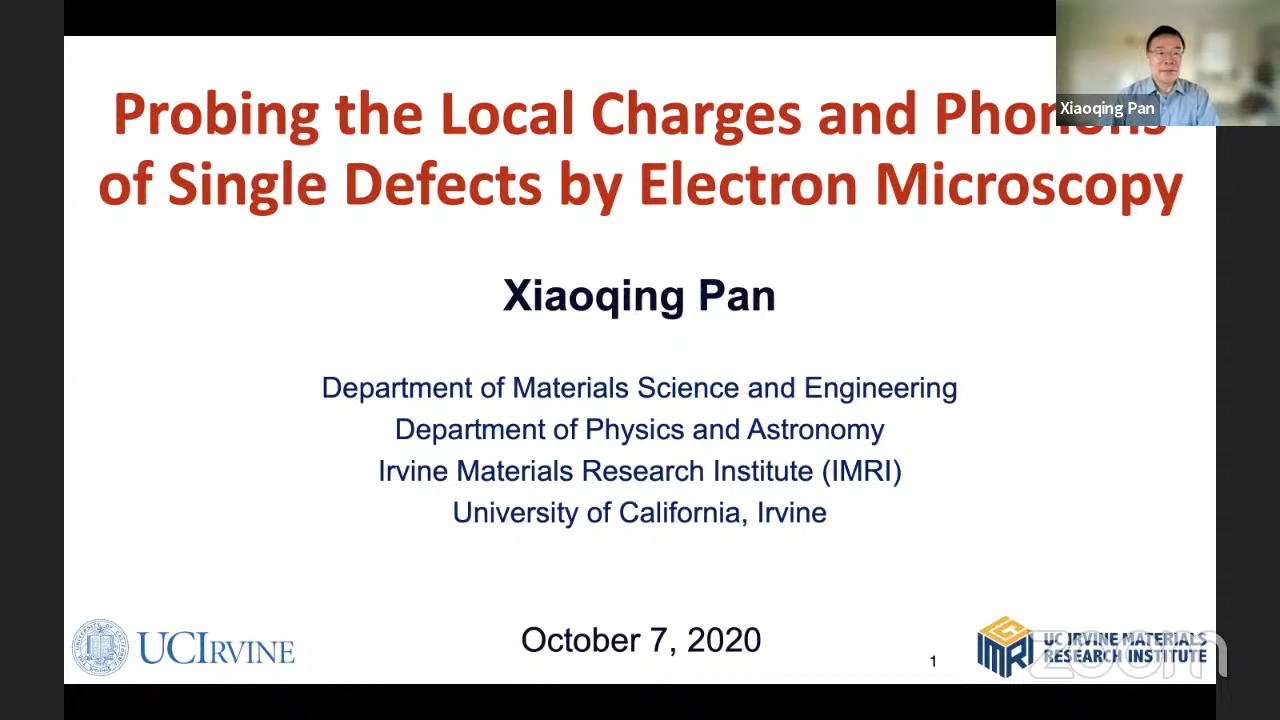 Probing the Local Charges and Phonons
of Single Defects by Electron Microscopy
Xiaoqing Pan
Xiaoqing Pan
Department of Materials Science and Engineering
Department of Physics and Astronomy
Irvine Materials Research Institute (IMRI)
University of California, Irvine
UCIRVINE
October 7, 2020
1
IMRI
UC IRVINE MATERIALS
RESEARCH INSTITUTE
zoom